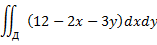 ∬_Д (12 − 2x − 3y)dxdy